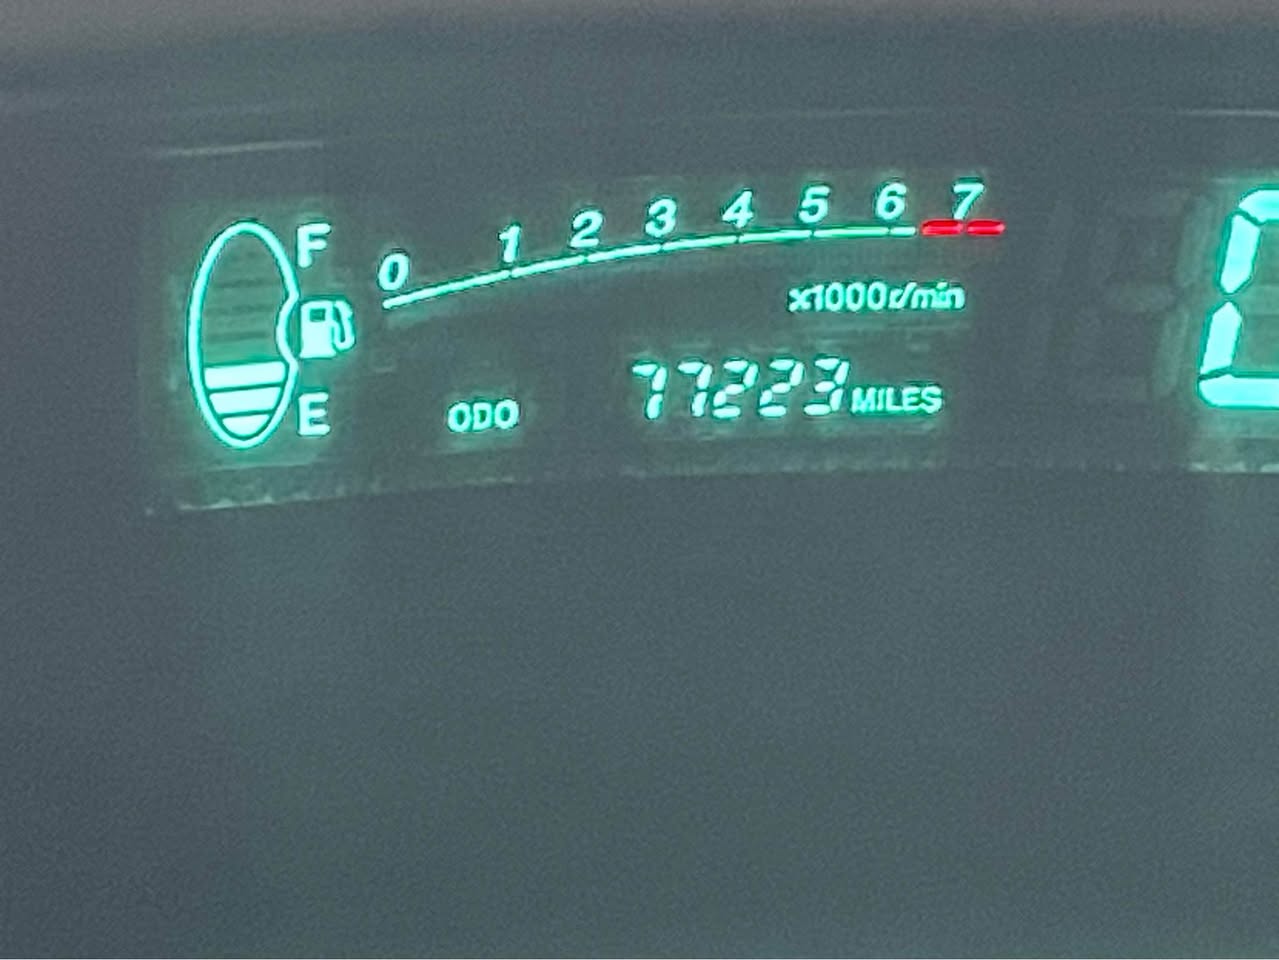 F
0 1 2 3 4 5 6 7
x1000r/min
E
ODO 77223 MILES